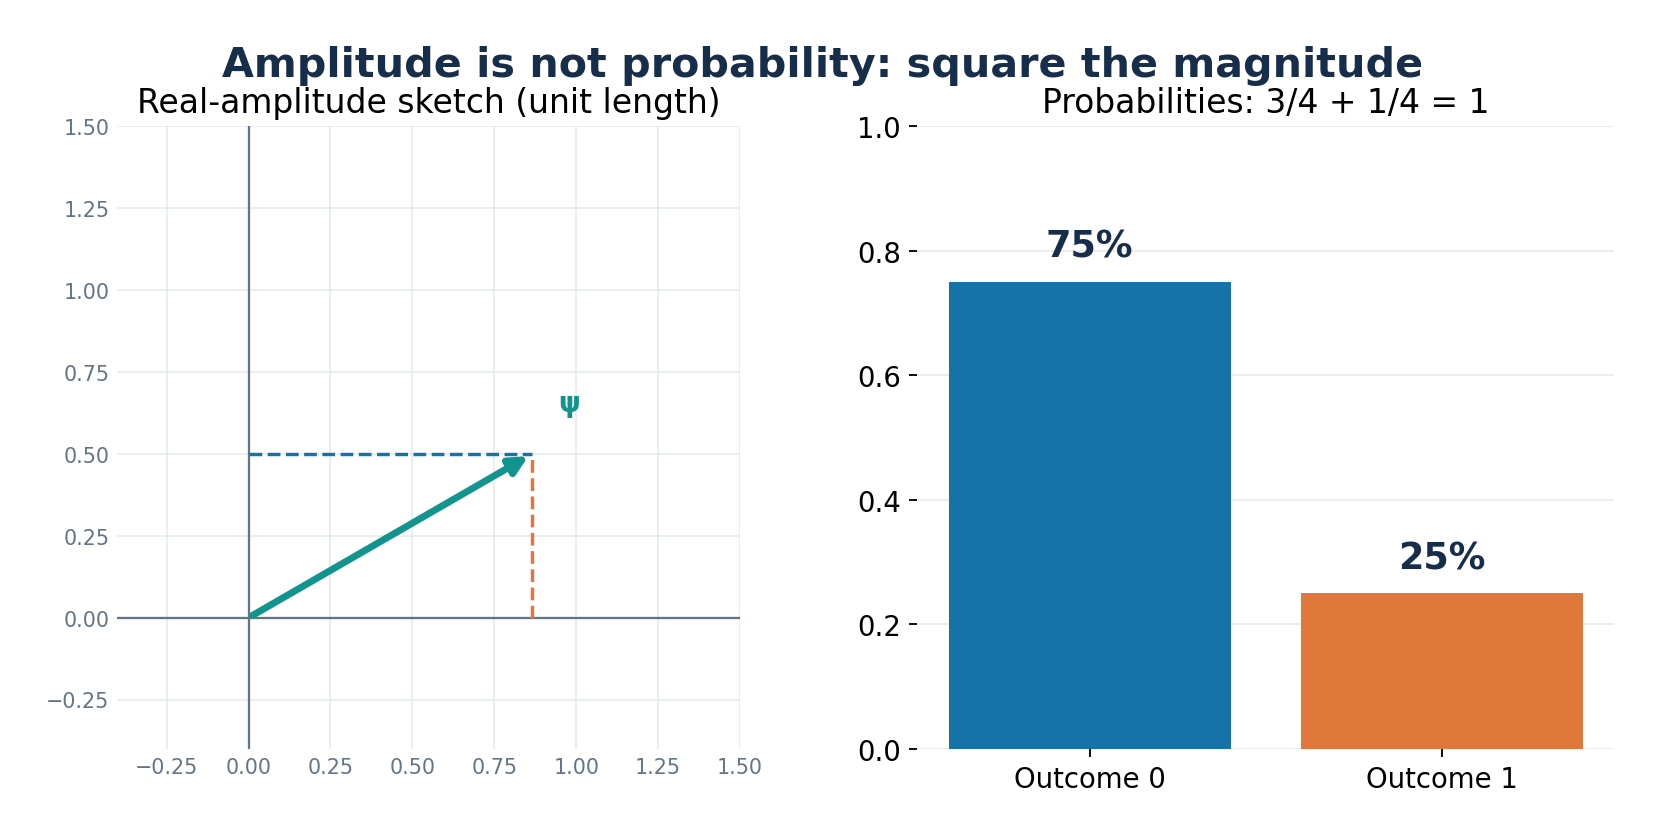 Amplitude is not probability: square the magnitude
Real-amplitude sketch (unit length)
1.50
1.25
1.00
0.75
0.50
0.25
0.00
−0.25
−0.25 0.00 0.25 0.50 0.75 1.00 1.25 1.50
ψ
Probabilities: 3/4 + 1/4 = 1
1.0
0.8
0.6
0.4
0.2
0.0
75%
25%
Outcome 0 Outcome 1